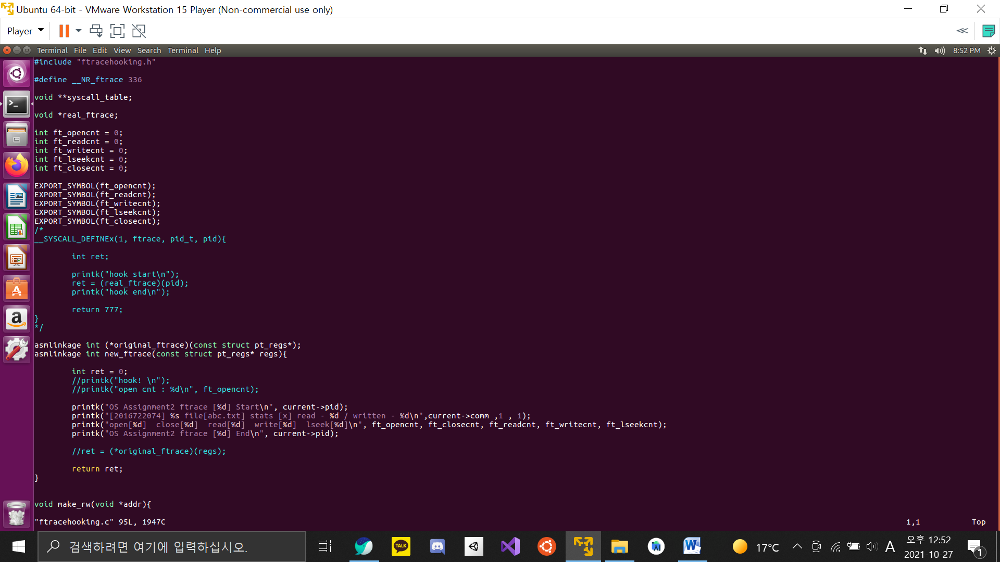 Ubuntu 64-bit - VMware Workstation 15 Player (Non-commercial use only)
Player
Terminal File Edit View Search Terminal Help
8:52 PM
#include "ftracehooking.h"
#define __NR_ftrace 336
void **syscall_table;
void *real_ftrace;
int ft_opencnt = 0;
int ft_readcnt = 0;
int ft_writecnt = 0;
int ft_lseekcnt = 0;
int ft_closecnt = 0;
EXPORT_SYMBOL(ft_opencnt);
EXPORT_SYMBOL(ft_readcnt);
EXPORT_SYMBOL(ft_writecnt);
EXPORT_SYMBOL(ft_lseekcnt);
EXPORT_SYMBOL(ft_closecnt);
/*
__SYSCALL_DEFINEx(1, ftrace, pid_t, pid){
int ret;
printk("hook start\n");
ret = (real_ftrace)(pid);
printk("hook end\n");
return 777;
}
*/
asmlinkage int (*original_ftrace)(const struct pt_regs*);
asmlinkage int new_ftrace(const struct pt_regs* regs){
int ret = 0;
//printk("hook! \n");
//printk("open cnt : %d\n", ft_opencnt);
printk("OS Assignment2 ftrace [%d] Start\n", current->pid);
printk("[2016722074] %s file[abc.txt] stats [x] read - %d / written - %d\n",current->comm ,1 , 1);
printk("open[%d]  close[%d]  read[%d]  write[%d]  lseek[%d]\n", ft_opencnt, ft_closecnt, ft_readcnt, ft_writecnt, ft_lseekcnt);
printk("OS Assignment2 ftrace [%d] End\n", current->pid);
//ret = (*original_ftrace)(regs);
return ret;
}
void make_rw(void *addr){
"ftracehooking.c" 95L, 1947C
1,1
Top
검색하려면 여기에 입력하십시오.
TALK
17°C
A
오후 12:52
2021-10-27
1